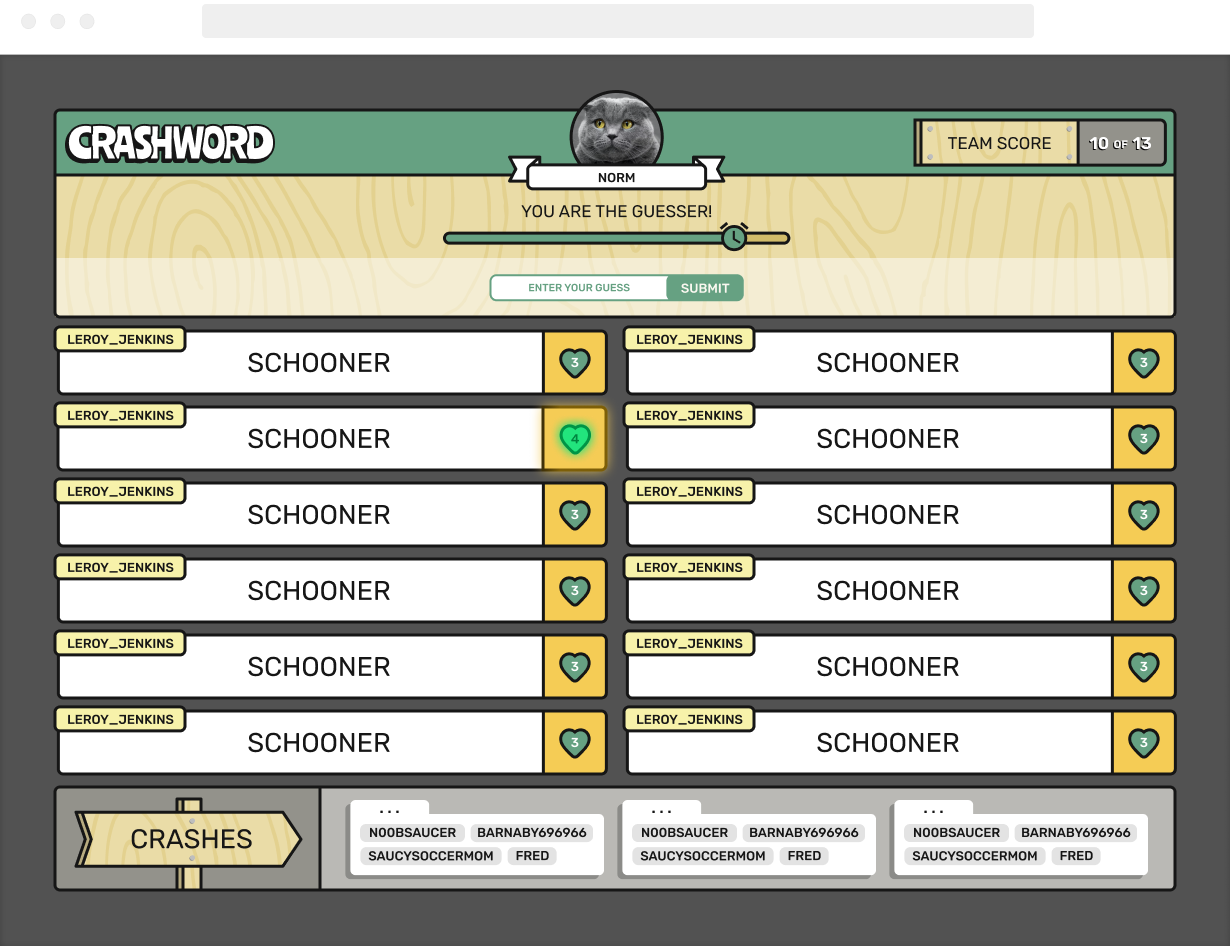 CRASHWORD
TEAM SCORE
10 OF 13
NORM
YOU ARE THE GUESSER!
ENTER YOUR GUESS
SUBMIT
LEROY_JENKINS
SCHOONER
3
LEROY_JENKINS
SCHOONER
3
LEROY_JENKINS
SCHOONER
4
LEROY_JENKINS
SCHOONER
3
LEROY_JENKINS
SCHOONER
3
LEROY_JENKINS
SCHOONER
3
LEROY_JENKINS
SCHOONER
3
LEROY_JENKINS
SCHOONER
3
LEROY_JENKINS
SCHOONER
3
LEROY_JENKINS
SCHOONER
3
LEROY_JENKINS
SCHOONER
3
LEROY_JENKINS
SCHOONER
3
CRASHES
...
N00BSAUCER BARNABY696966
SAUCYSOCCERMOM FRED
...
N00BSAUCER BARNABY696966
SAUCYSOCCERMOM FRED
...
N00BSAUCER BARNABY696966
SAUCYSOCCERMOM FRED